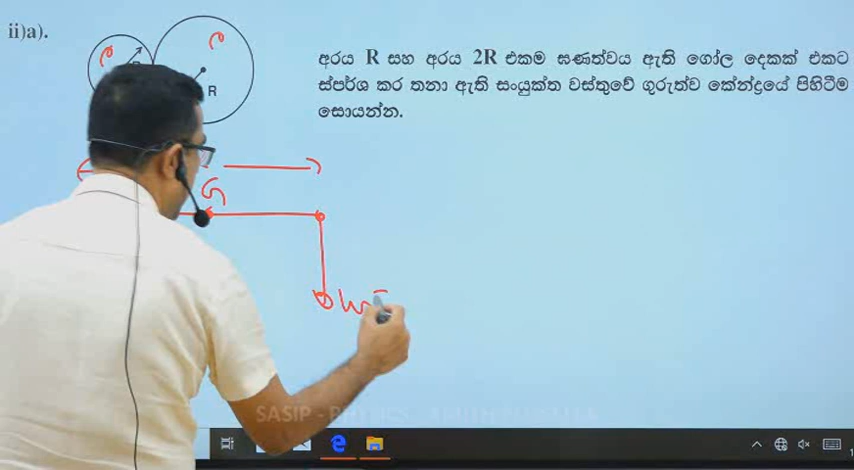 ii)a).
R
අරය R සහ අරය 2R එකම ඝණත්වය ඇති ගෝල දෙකක් එකට
ස්පර්ශ කර තනා ඇති සංයුක්ත වස්තුවේ ගුරුත්ව කේන්ද්‍රයේ පිහිටීම
සොයන්න.
G